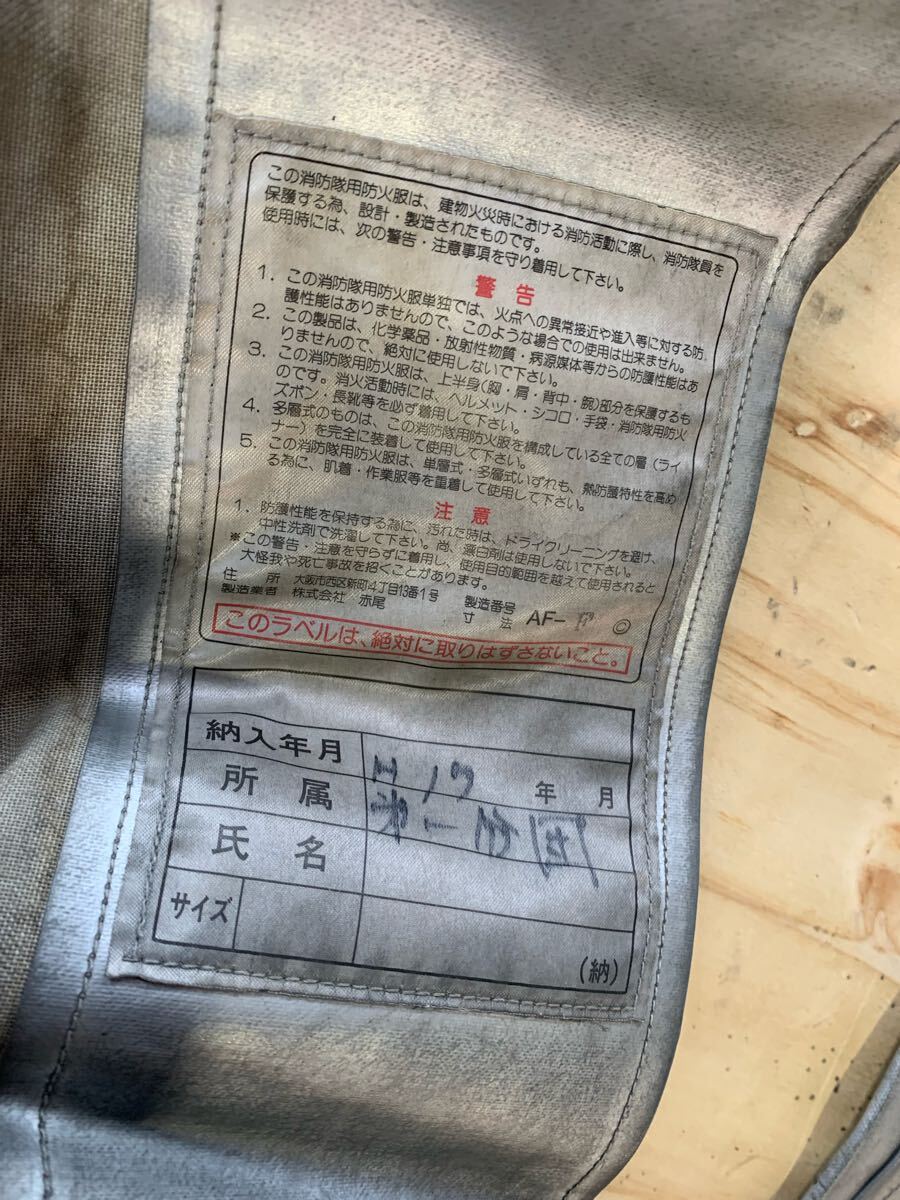 この消防隊用防火服は、建物火災時における消防活動に際し、消防隊員を
保護する為、設計・製造されたものです。
使用時には、次の警告・注意事項を守り着用して下さい。
警告
1. この消防隊用防火服単独では、火点への異常接近や進入等に対する防
護性能はありませんので、このような場合での使用は出来ません。
2. この製品は、化学薬品・放射性物質・病源媒体等からの防護性能はあ
りませんので、絶対に使用しないで下さい。
3. この消防隊用防火服は、上半身(胸・肩・背中・腕)部分を保護するも
のです。消火活動時には、ヘルメット・シコロ・手袋・消防隊用防火
ズボン・長靴等を必ず着用して下さい。
4. 多層式のものは、この消防隊用防火服を構成している全ての層(ライ
ナー)を完全に装着して使用して下さい。
5. この消防隊用防火服は、単層式・多層式いずれも、熱防護特性を高め
る為に、肌着・作業服等を重着して使用して下さい。
注意
1. 防護性能を保持する為に、汚れた時は、ドライクリーニングを避け、
中性洗剤で洗濯して下さい。尚、漂白剤は使用しないで下さい。
※この警告・注意を守らずに着用し、使用目的範囲を越えて使用されると
大怪我や死亡事故を招くことがあります。
住所 大阪市西区新町4丁目13番1号 製造番号
製造業者 株式会社 赤尾 寸法 AF-F ◎
このラベルは、絶対に取りはずさないこと。
納入年月 H17 年 月
所属 第一分団
氏名
サイズ
(納)